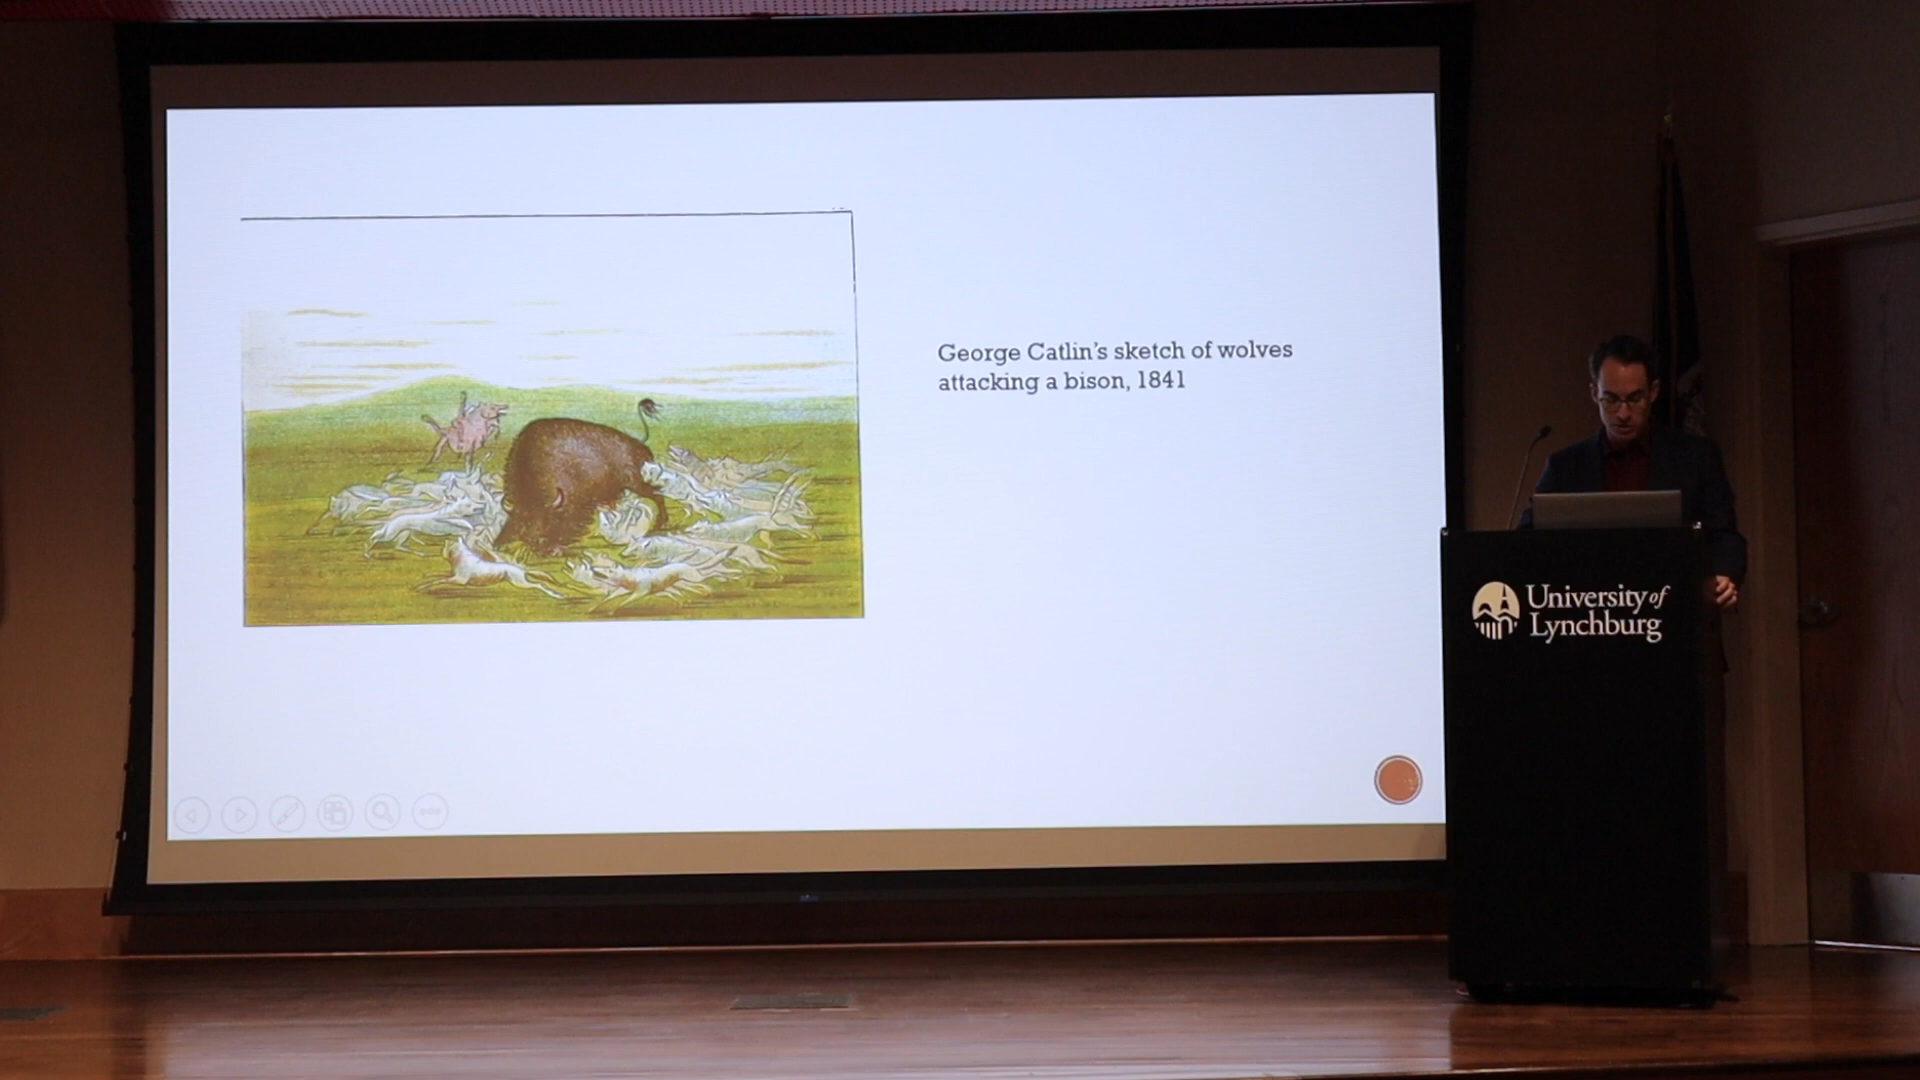 George Catlin’s sketch of wolves
attacking a bison, 1841
University of
Lynchburg